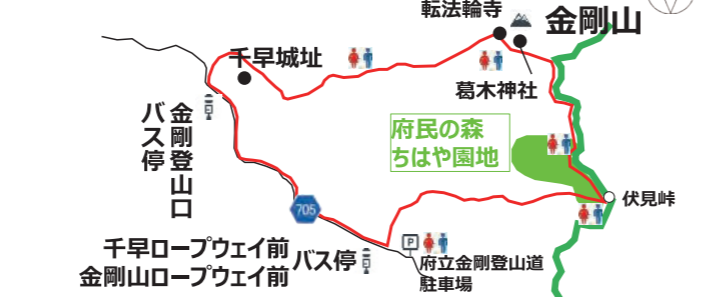 転法輪寺
金剛山
千早城址
葛木神社
金剛登山口
バス停
府民の森
ちはや園地
伏見峠
705
千早ロープウェイ前
金剛山ロープウェイ前
バス停
P
府立金剛登山道
駐車場